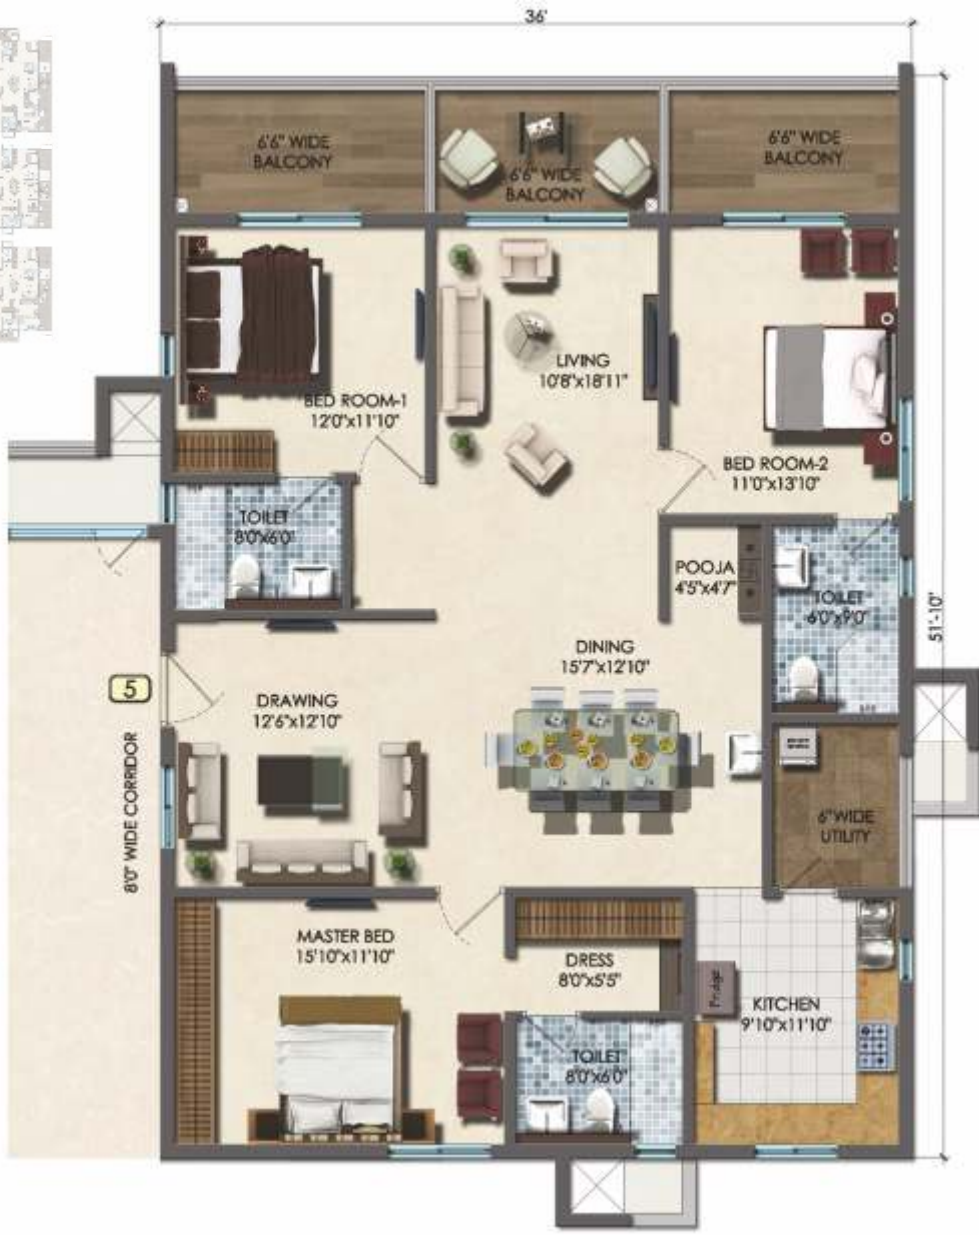 36'
6'6" WIDE
BALCONY
6'6" WIDE
BALCONY
6'6" WIDE
BALCONY
LIVING
10'8"x18'11"
BED ROOM-1
12'0"x11'10"
BED ROOM-2
11'0"x13'10"
TOILET
8'0"x6'0"
POOJA
4'5"x4'7"
TOILET
6'0"x9'0"
51'-10"
DINING
15'7"x12'10"
5
DRAWING
12'6"x12'10"
8'0" WIDE CORRIDOR
6"WIDE
UTILITY
MASTER BED
15'10"x11'10"
DRESS
8'0"x5'5"
Fridge
KITCHEN
9'10"x11'10"
TOILET
8'0"x6'0"